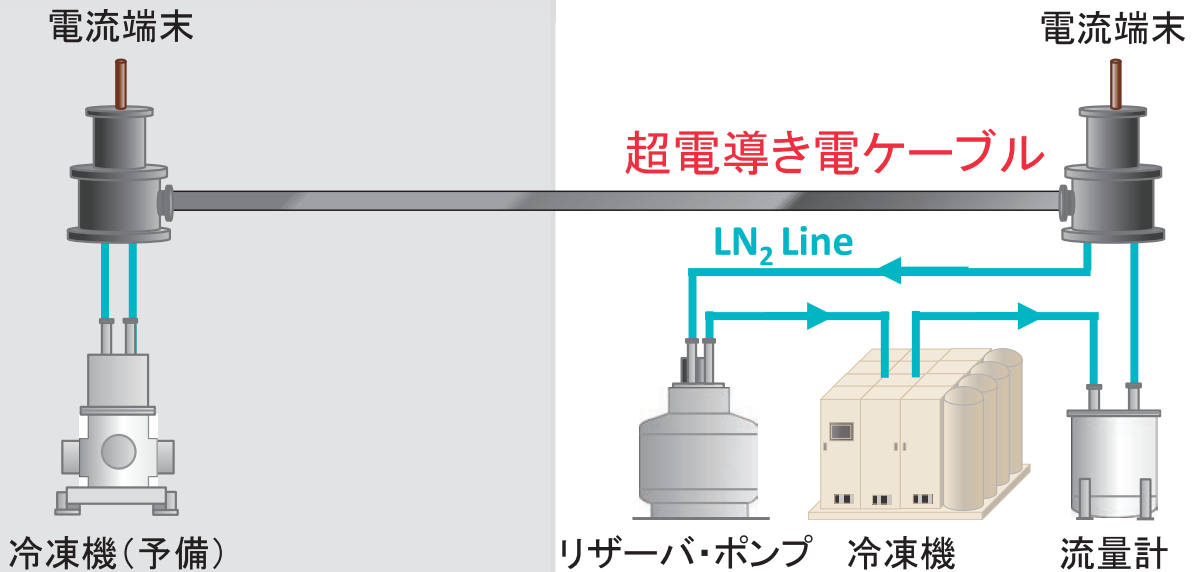 電流端末
電流端末
超電導き電ケーブル
LN₂ Line
冷凍機(予備)
リザーバ・ポンプ
冷凍機
流量計